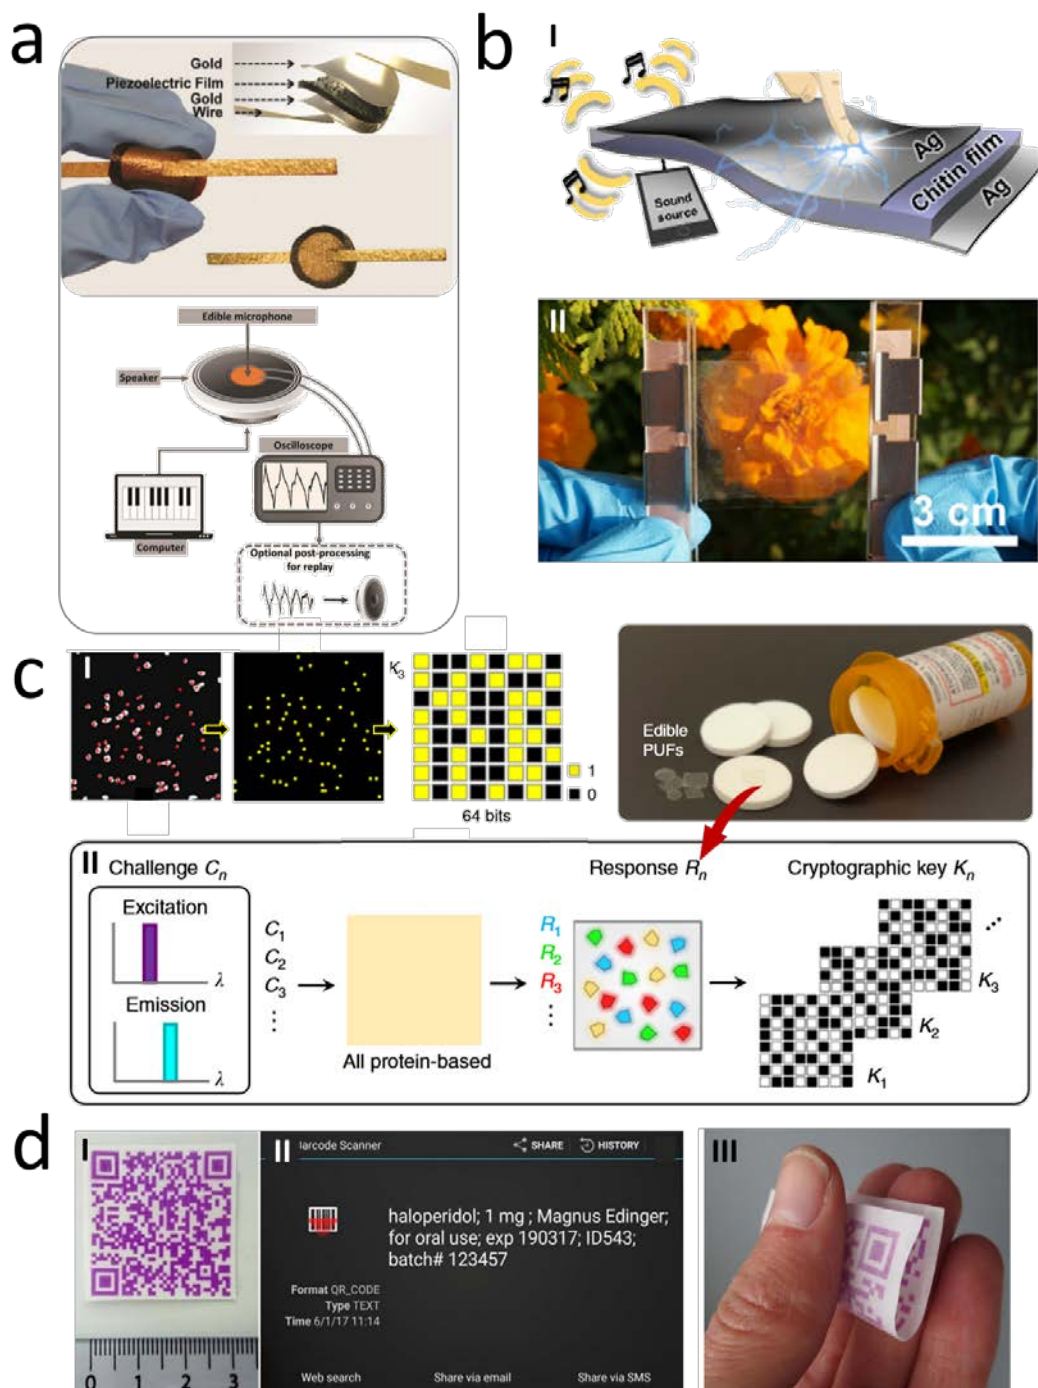 a
Gold
Piezoelectric Film
Gold
Wire
Edible microphone
Speaker
Oscilloscope
Computer
Optional post-processing
for replay
b
I
Ag
Chitin film
Ag
Sound
source
II
3 cm
c
I
K3
1
0
64 bits
Edible
PUFs
II
Challenge Cn
Response Rn
Cryptographic key Kn
Excitation
λ
Emission
λ
C1
C2
C3
⋮
All protein-based
R1
R2
R3
⋮
K1
K2
K3
d
I
0 1 2 3
II
larcode Scanner
SHARE
HISTORY
haloperidol; 1 mg ; Magnus Edinger;
for oral use; exp 190317; ID543;
batch# 123457
Format QR_CODE
Type TEXT
Time 6/1/17 11:14
Web search
Share via email
Share via SMS
III